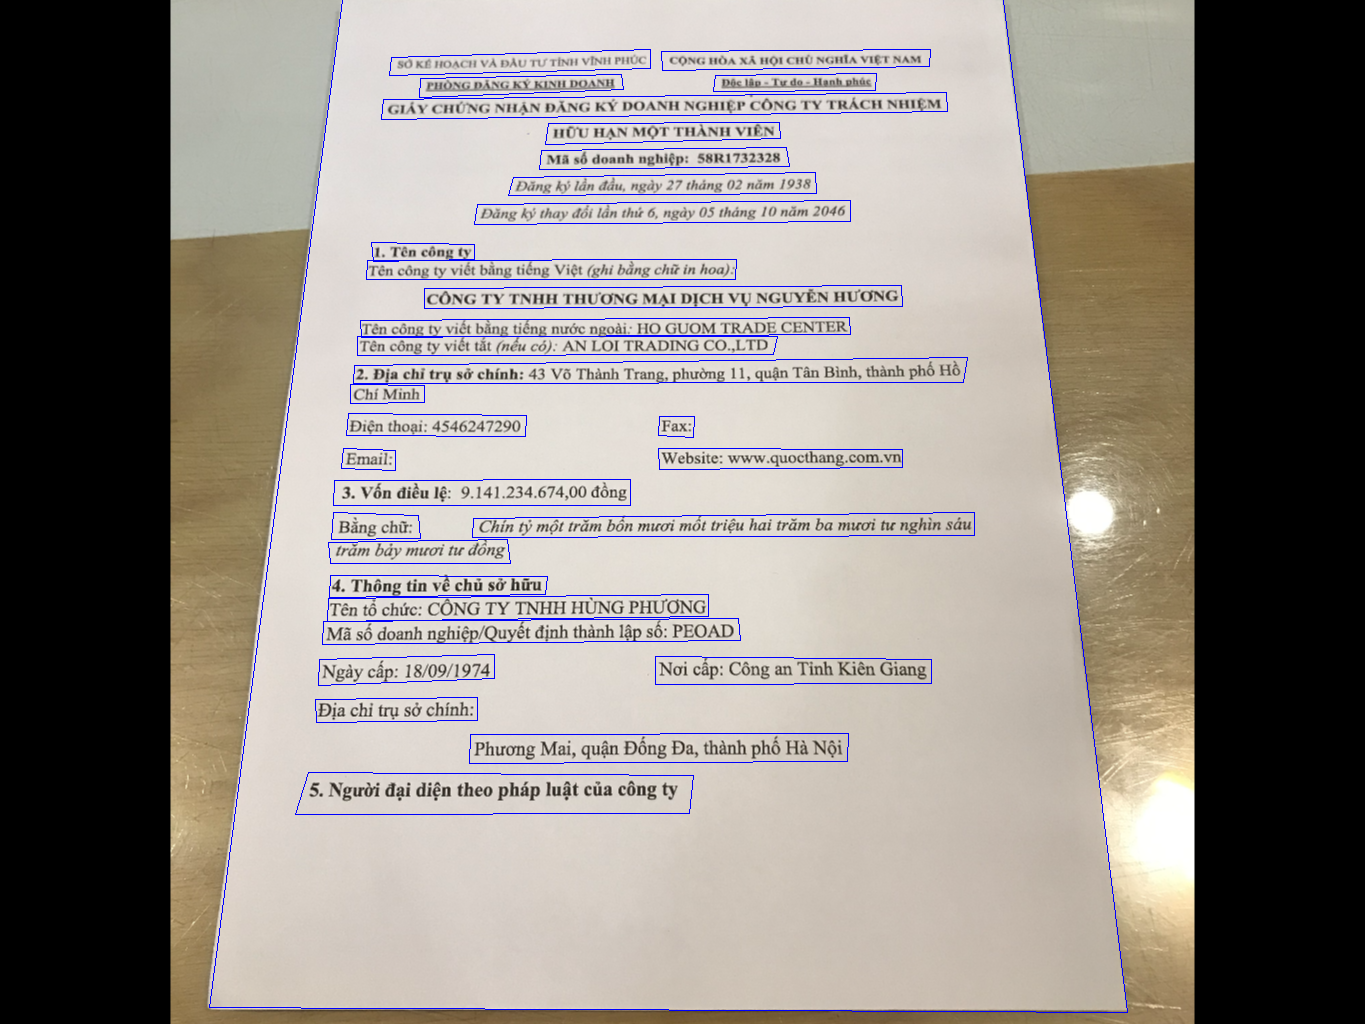 SỞ KẾ HOẠCH VÀ ĐẦU TƯ TỈNH VĨNH PHÚC
CỘNG HÒA XÃ HỘI CHỦ NGHĨA VIỆT NAM
PHÒNG ĐĂNG KÝ KINH DOANH
Độc lập - Tự do - Hạnh phúc
GIẤY CHỨNG NHẬN ĐĂNG KÝ DOANH NGHIỆP CÔNG TY TRÁCH NHIỆM
HỮU HẠN MỘT THÀNH VIÊN
Mã số doanh nghiệp: 58R1732328
Đăng ký lần đầu, ngày 27 tháng 02 năm 1938
Đăng ký thay đổi lần thứ 6, ngày 05 tháng 10 năm 2046
1. Tên công ty
Tên công ty viết bằng tiếng Việt (ghi bằng chữ in hoa):
CÔNG TY TNHH THƯƠNG MẠI DỊCH VỤ NGUYỄN HƯƠNG
Tên công ty viết bằng tiếng nước ngoài: HO GUOM TRADE CENTER
Tên công ty viết tắt (nếu có): AN LOI TRADING CO.,LTD
2. Địa chỉ trụ sở chính: 43 Võ Thành Trang, phường 11, quận Tân Bình, thành phố Hồ
Chí Minh
Điện thoại: 4546247290
Fax:
Email:
Website: www.quocthang.com.vn
3. Vốn điều lệ: 9.141.234.674,00 đồng
Bằng chữ: Chín tỷ một trăm bốn mươi mốt triệu hai trăm ba mươi tư nghìn sáu
trăm bảy mươi tư đồng
4. Thông tin về chủ sở hữu
Tên tổ chức: CÔNG TY TNHH HÙNG PHƯƠNG
Mã số doanh nghiệp/Quyết định thành lập số: PEOAD
Ngày cấp: 18/09/1974
Nơi cấp: Công an Tỉnh Kiên Giang
Địa chỉ trụ sở chính:
Phương Mai, quận Đống Đa, thành phố Hà Nội
5. Người đại diện theo pháp luật của công ty